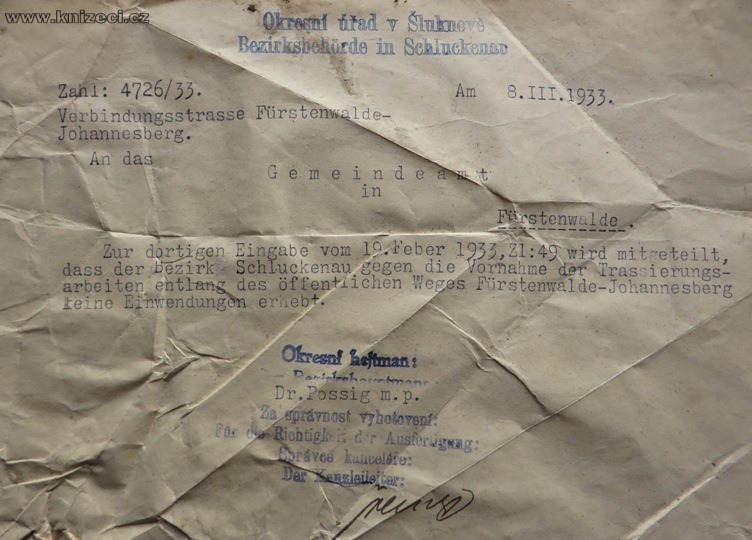 www.knizeci.cz
Okresní úřad v Šluknově
Bezirksbehörde in Schluckenau
Zahl: 4726/33. Am 8.III.1933.
Verbindungsstrasse Fürstenwalde-
Johannesberg.
An das
Gemeindeamt
in
Fürstenwalde.
Zur dortigen Eingabe vom 19.Feber 1933,Zl:49 wird mitgeteilt,
dass der Bezirk Schluckenau gegen die Vornahme der Trassierungs-
arbeiten entlang des öffentlichen Weges Fürstenwalde-Johannesberg
keine Einwendungen erhebt.
Okresní hejtman:
Bezirkshauptmann
Dr.Possig m.p.
Za správnost vyhotovení:
Für die Richtigkeit der Ausfertigung:
Správce kanceláře:
Der Kanzleileiter: